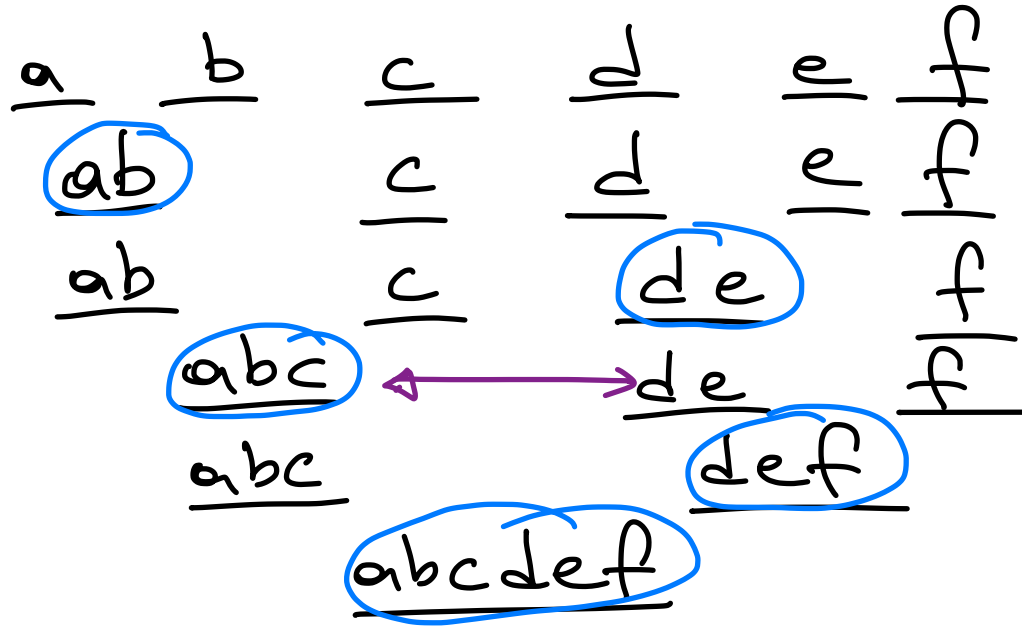 a b c d e f
ab c d e f
ab c de f
abc de f
abc def
abcdef